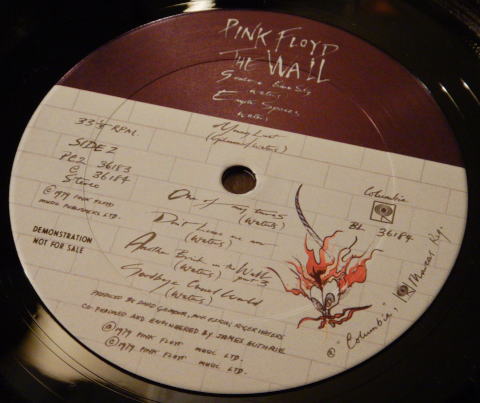 PINK FLOYD
THE WALL
Goodbye Blue Sky
(Waters)
Empty Spaces
(Waters)
Young Lust
(Gilmour/Waters)
33⅓ RPM
SIDE 2
PC2 36183
© 36184
Stereo
℗ 1979 PINK FLOYD
MUSIC PUBLISHERS LTD.
DEMONSTRATION
NOT FOR SALE
Columbia
BL 36184
One of my turns
(Waters)
Don't leave me now
(Waters)
Another Brick in the Wall
(Waters) part 3
Goodbye Cruel World
(Waters)
PRODUCED BY DAVID GILMOUR, BOB EZRIN, ROGER WATERS
CO-PRODUCED AND ENGINEERED BY JAMES GUTHRIE
℗ 1979 PINK FLOYD MUSIC LTD.
© 1979 PINK FLOYD MUSIC LTD.
® "Columbia", Marcas Reg.